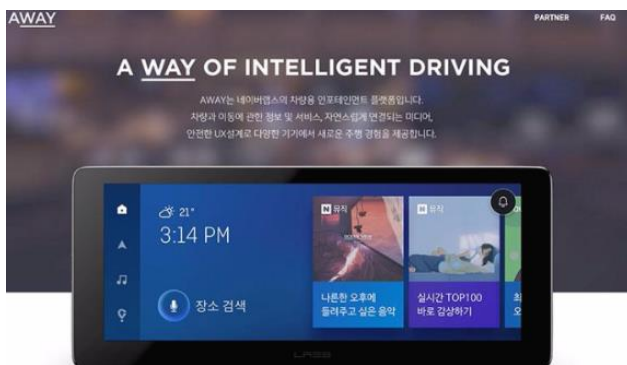 AWAY
PARTNER FAQ
A WAY OF INTELLIGENT DRIVING
AWAY는 네이버랩스의 차량용 인포테인먼트 플랫폼입니다.
차량과 이동에 관한 정보 및 서비스, 자연스럽게 연결되는 미디어,
안전한 UX설계로 다양한 기기에서 새로운 주행 경험을 제공합니다.
21°
3:14 PM
장소 검색
N 뮤직
나른한 오후에
들려주고 싶은 음악
N 뮤직
실시간 TOP100
바로 감상하기
LABS